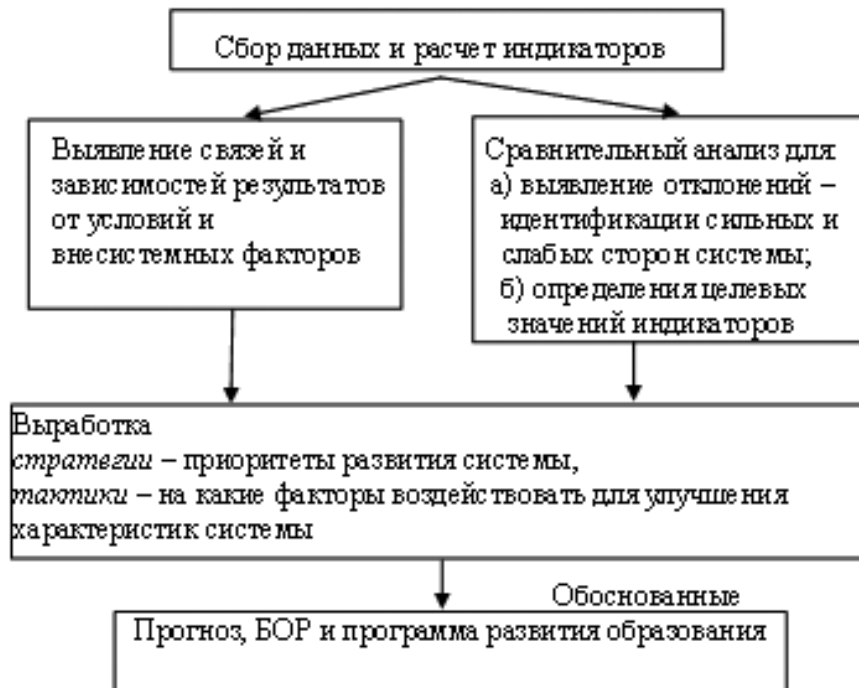 Сбор данных и расчет индикаторов
Выявление связей и
зависимостей результатов
от условий и
внесистемных факторов
Сравнительный анализ для
а) выявление отклонений –
идентификации сильных и
слабых сторон системы;
б) определения целевых
значений индикаторов
Выработка
стратегии – приоритеты развития системы,
тактики – на какие факторы воздействовать для улучшения
характеристик системы
Обоснованные
Прогноз, БОР и программа развития образования